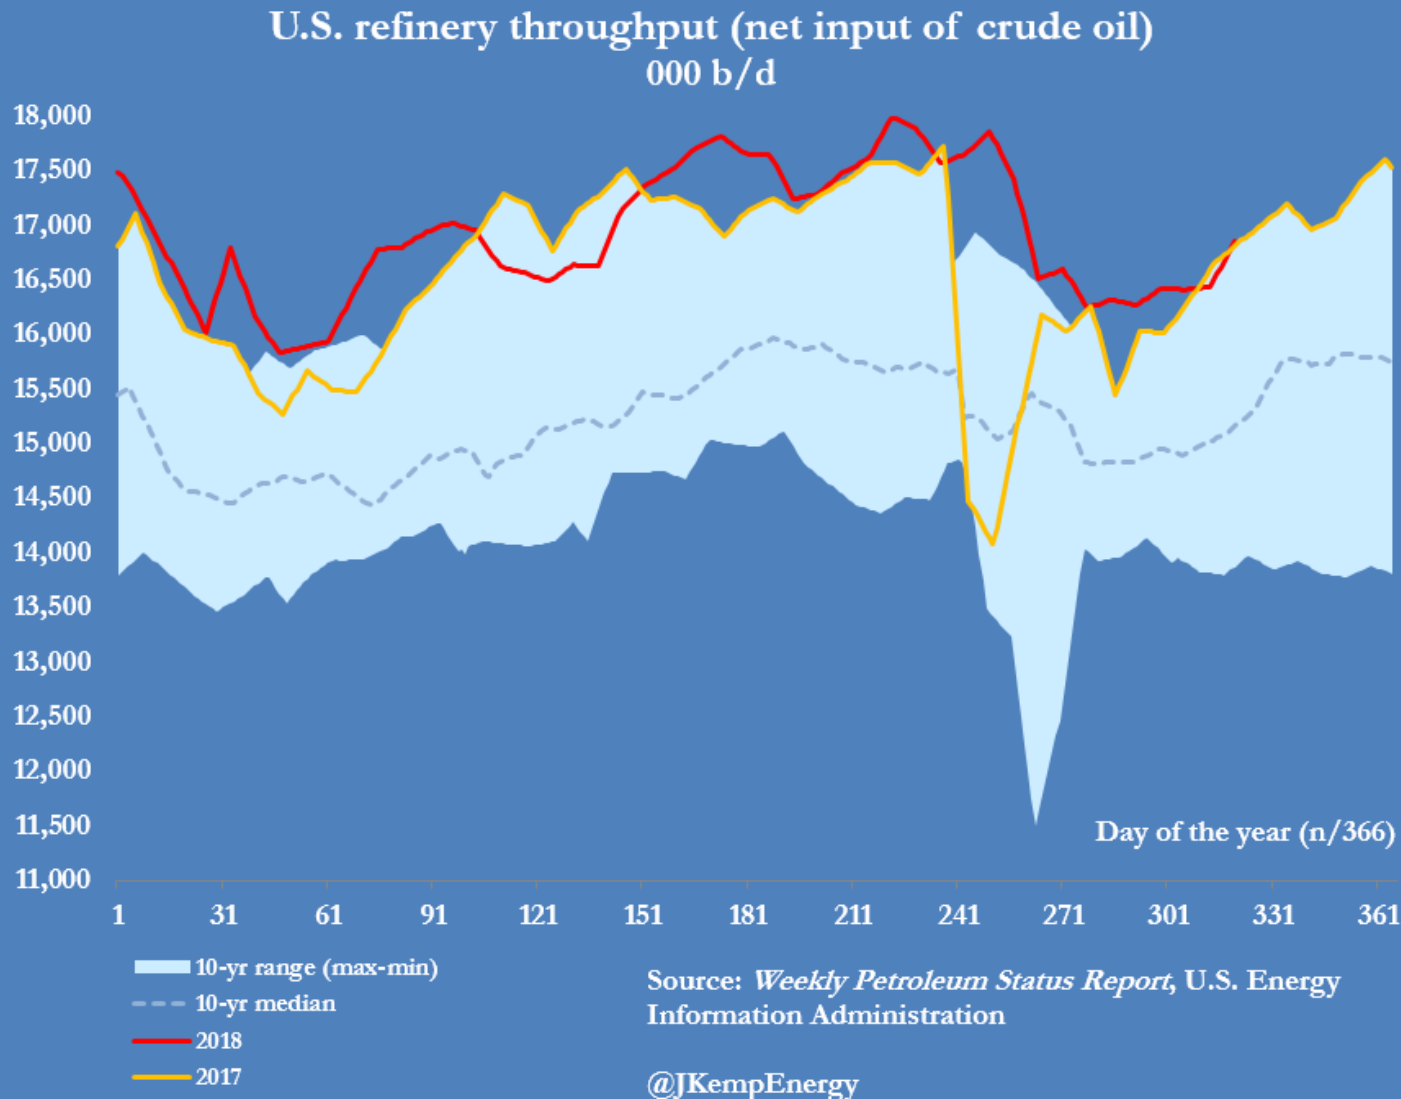 U.S. refinery throughput (net input of crude oil)
000 b/d
18,000
17,500
17,000
16,500
16,000
15,500
15,000
14,500
14,000
13,500
13,000
12,500
12,000
11,500
11,000
Day of the year (n/366)
1 31 61 91 121 151 181 211 241 271 301 331 361
10-yr range (max-min)
10-yr median
2018
2017
Source: Weekly Petroleum Status Report, U.S. Energy
Information Administration
@JKempEnergy